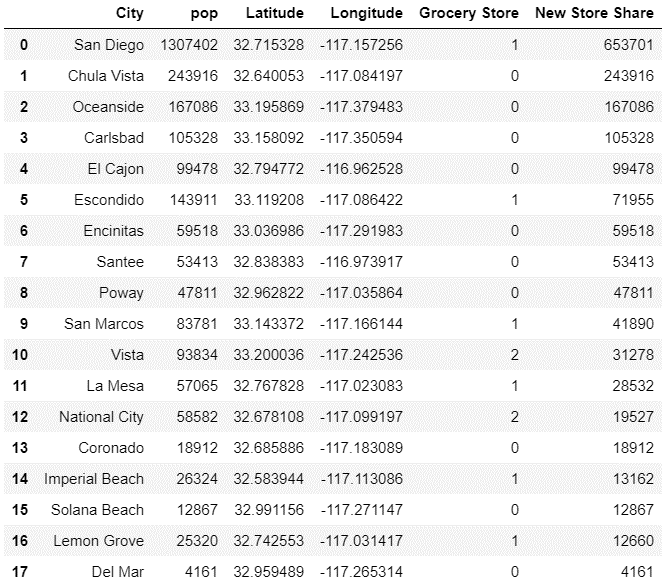 City pop Latitude Longitude Grocery Store New Store Share
0 San Diego 1307402 32.715328 -117.157256 1 653701
1 Chula Vista 243916 32.640053 -117.084197 0 243916
2 Oceanside 167086 33.195869 -117.379483 0 167086
3 Carlsbad 105328 33.158092 -117.350594 0 105328
4 El Cajon 99478 32.794772 -116.962528 0 99478
5 Escondido 143911 33.119208 -117.086422 1 71955
6 Encinitas 59518 33.036986 -117.291983 0 59518
7 Santee 53413 32.838383 -116.973917 0 53413
8 Poway 47811 32.962822 -117.035864 0 47811
9 San Marcos 83781 33.143372 -117.166144 1 41890
10 Vista 93834 33.200036 -117.242536 2 31278
11 La Mesa 57065 32.767828 -117.023083 1 28532
12 National City 58582 32.678108 -117.099197 2 19527
13 Coronado 18912 32.685886 -117.183089 0 18912
14 Imperial Beach 26324 32.583944 -117.113086 1 13162
15 Solana Beach 12867 32.991156 -117.271147 0 12867
16 Lemon Grove 25320 32.742553 -117.031417 1 12660
17 Del Mar 4161 32.959489 -117.265314 0 4161